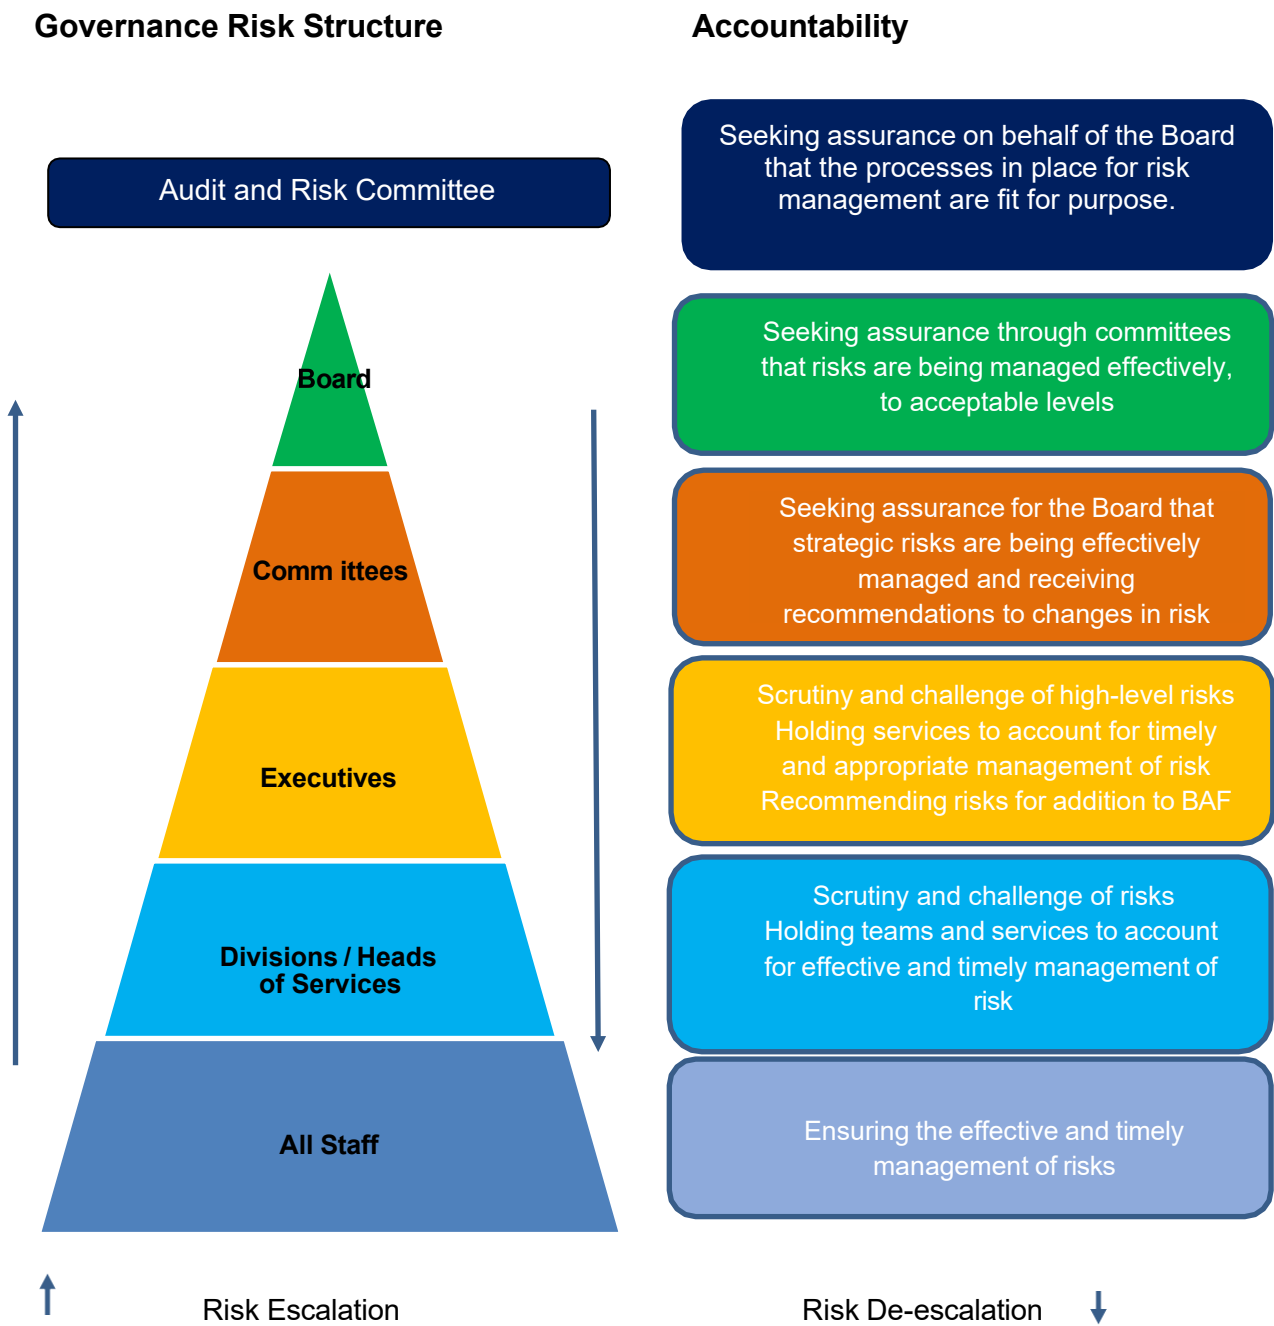 Governance Risk Structure
Accountability
Audit and Risk Committee
Seeking assurance on behalf of the Board
that the processes in place for risk
management are fit for purpose.
Board
Seeking assurance through committees
that risks are being managed effectively,
to acceptable levels
Comm ittees
Seeking assurance for the Board that
strategic risks are being effectively
managed and receiving
recommendations to changes in risk
Executives
Scrutiny and challenge of high-level risks
Holding services to account for timely
and appropriate management of risk
Recommending risks for addition to BAF
Divisions / Heads
of Services
Scrutiny and challenge of risks
Holding teams and services to account
for effective and timely management of
risk
All Staff
Ensuring the effective and timely
management of risks
Risk Escalation
Risk De-escalation